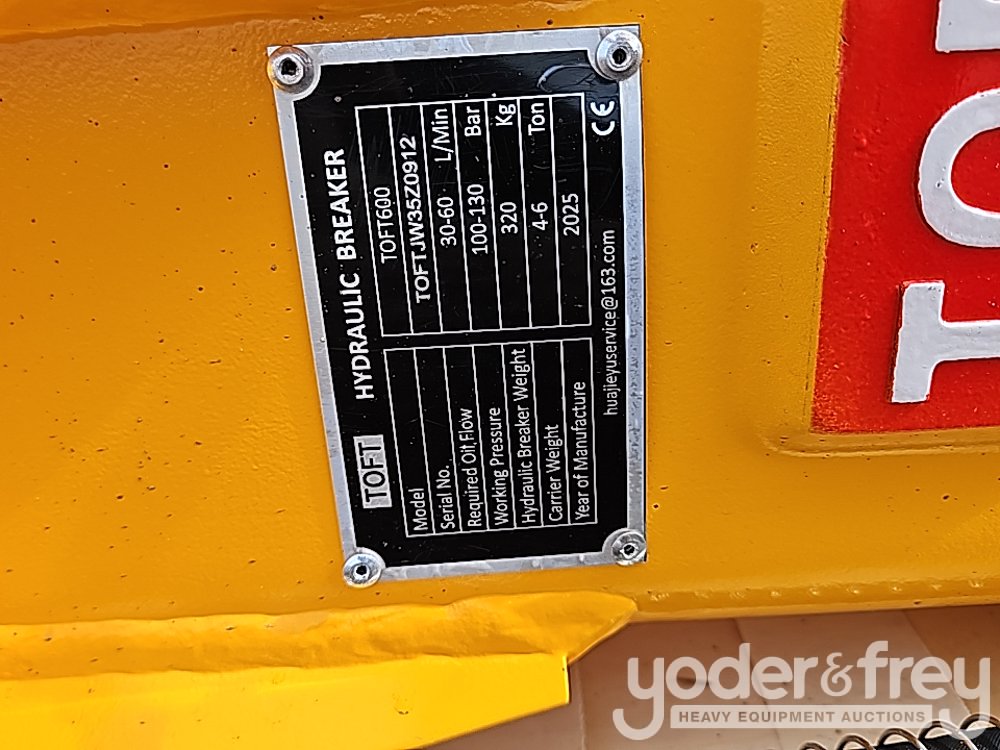 TOFT HYDRAULIC BREAKER
Model TOFT600
Serial No. TOFTJW35Z0912
Required Oil Flow 30-60 L/Min
Working Pressure 100-130 Bar
Hydraulic Breaker Weight 320 Kg
Carrier Weight 4-6 Ton
Year of Manufacture 2025
huajieyuservice@163.com CE
TO
yoder&frey
HEAVY EQUIPMENT AUCTIONS